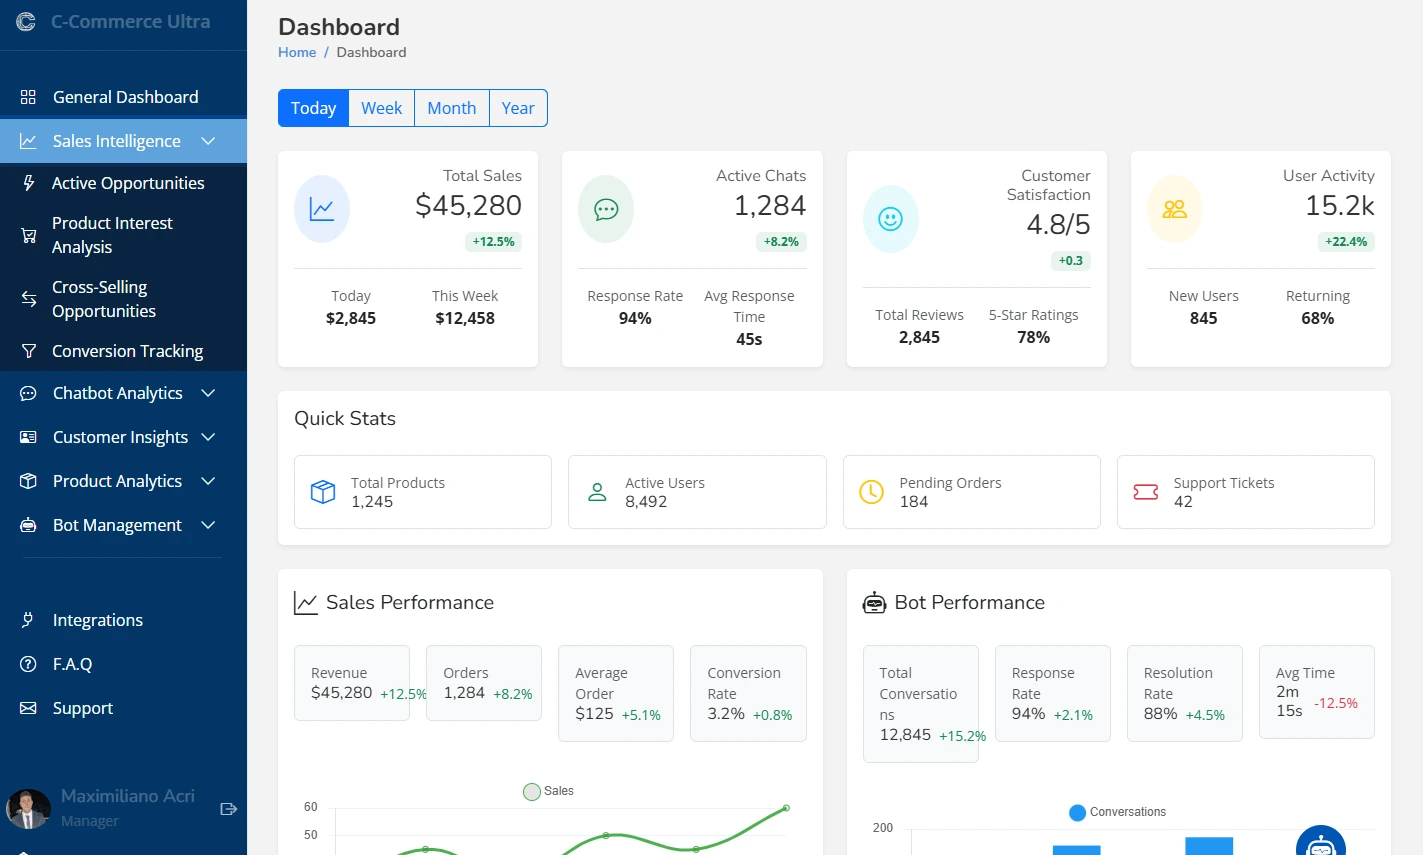 C-Commerce Ultra
General Dashboard
Sales Intelligence
Active Opportunities
Product Interest
Analysis
Cross-Selling
Opportunities
Conversion Tracking
Chatbot Analytics
Customer Insights
Product Analytics
Bot Management
Integrations
F.A.Q
Support
Maximiliano Acri
Manager
Dashboard
Home / Dashboard
Today Week Month Year
Total Sales
$45,280
+12.5%
Today This Week
$2,845 $12,458
Active Chats
1,284
+8.2%
Response Rate Avg Response
Time
94% 45s
Customer
Satisfaction
4.8/5
+0.3
Total Reviews 5-Star Ratings
2,845 78%
User Activity
15.2k
+22.4%
New Users Returning
845 68%
Quick Stats
Total Products
1,245
Active Users
8,492
Pending Orders
184
Support Tickets
42
Sales Performance
Revenue
$45,280 +12.5%
Orders
1,284 +8.2%
Average
Order
$125 +5.1%
Conversion
Rate
3.2% +0.8%
Sales
60
50
Bot Performance
Total
Conversatio
ns
12,845 +15.2%
Response
Rate
94% +2.1%
Resolution
Rate
88% +4.5%
Avg Time
2m
15s -12.5%
Conversations
200